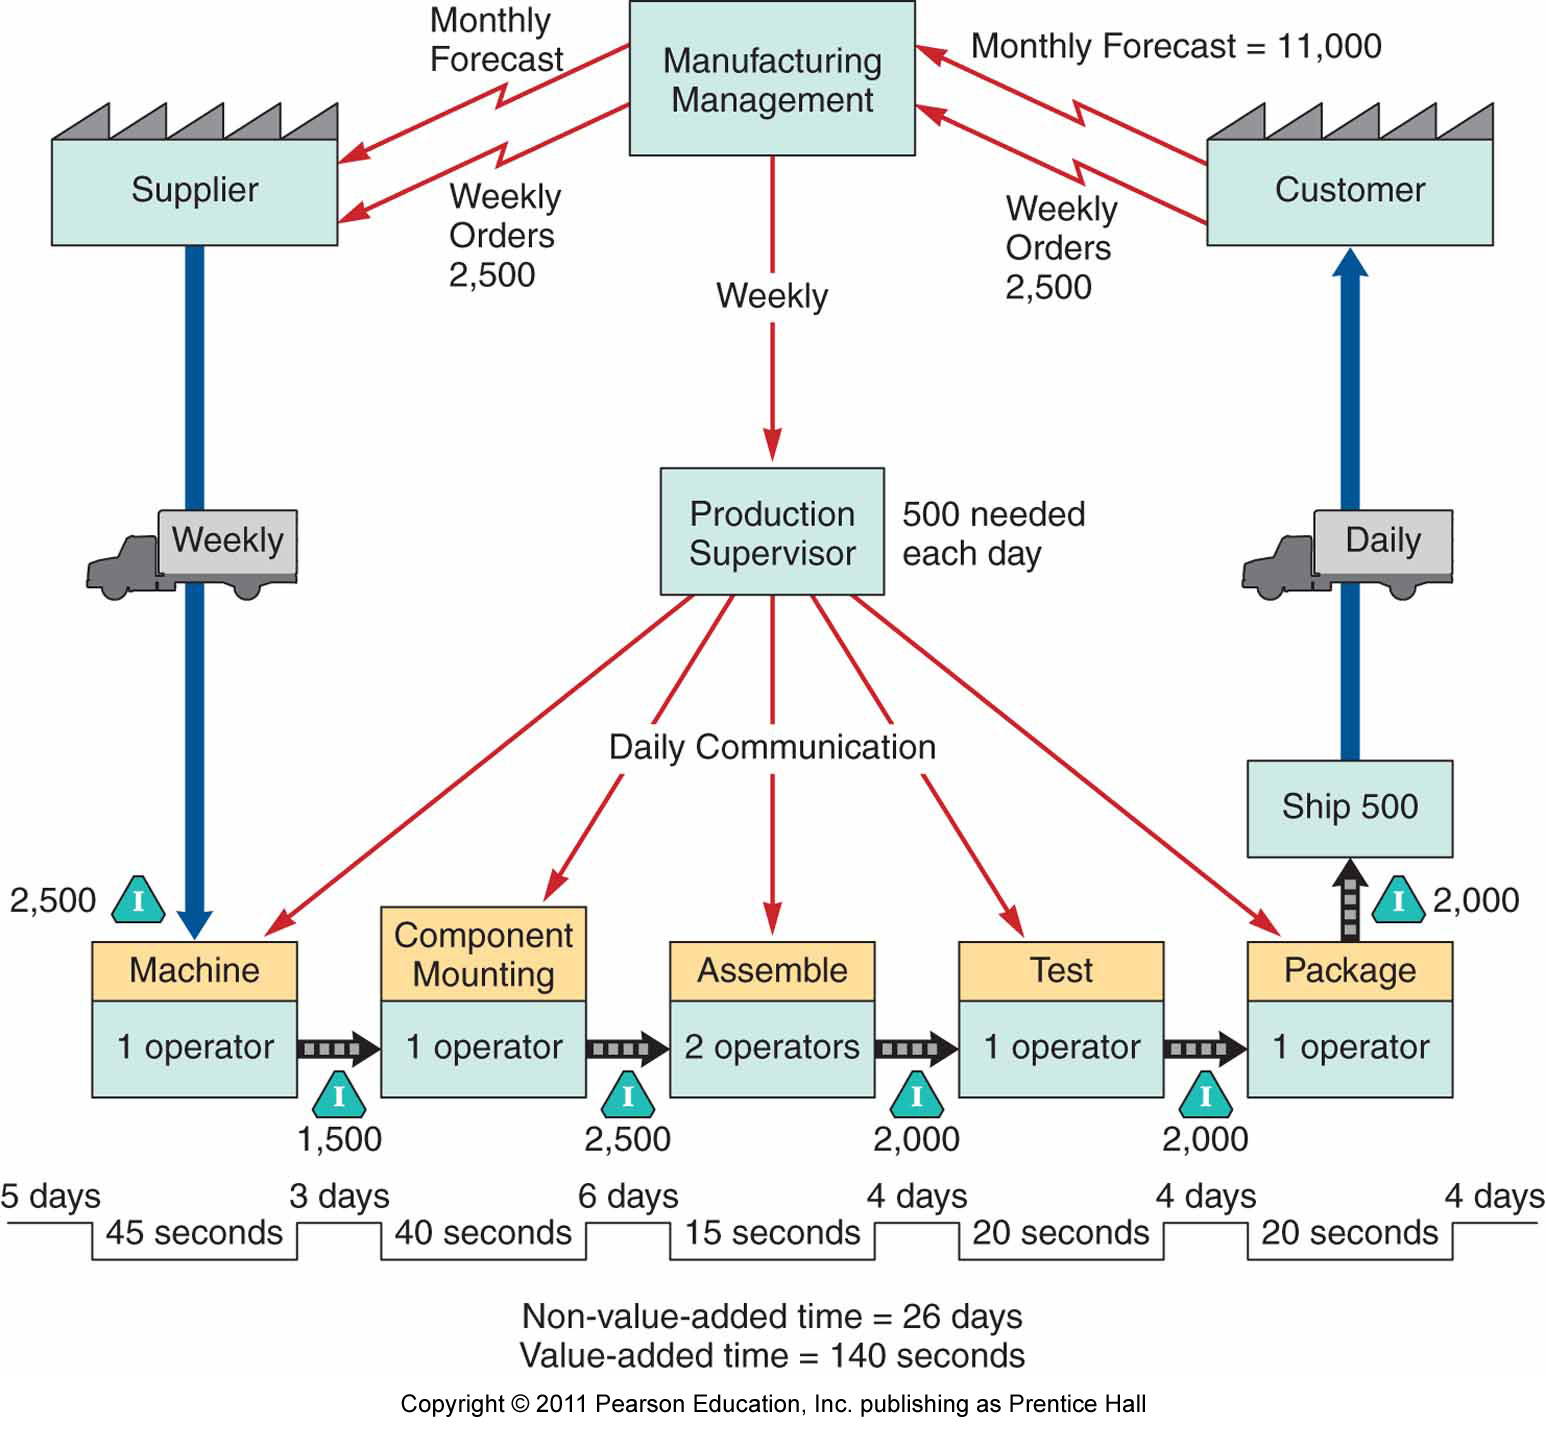 Monthly
Forecast
Manufacturing
Management
Monthly Forecast = 11,000
Supplier
Weekly
Orders
2,500
Weekly
Orders
2,500
Customer
Weekly
Weekly
Production
Supervisor
500 needed
each day
Daily
Daily Communication
Ship 500
2,500
I
I
2,000
Machine
1 operator
Component
Mounting
1 operator
Assemble
2 operators
Test
1 operator
Package
1 operator
I
1,500
I
2,500
I
2,000
I
2,000
5 days
3 days
6 days
4 days
4 days
4 days
45 seconds
40 seconds
15 seconds
20 seconds
20 seconds
Non-value-added time = 26 days
Value-added time = 140 seconds
Copyright © 2011 Pearson Education, Inc. publishing as Prentice Hall